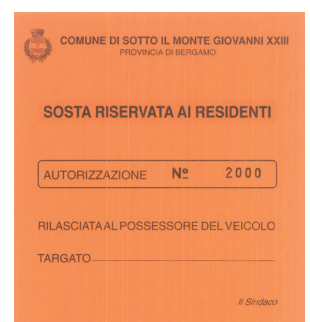 COMUNE DI SOTTO IL MONTE GIOVANNI XXIII
PROVINCIA DI BERGAMO
SOSTA RISERVATA AI RESIDENTI
AUTORIZZAZIONE Nº 2000
RILASCIATA AL POSSESSORE DEL VEICOLO
TARGATO
Il Sindaco